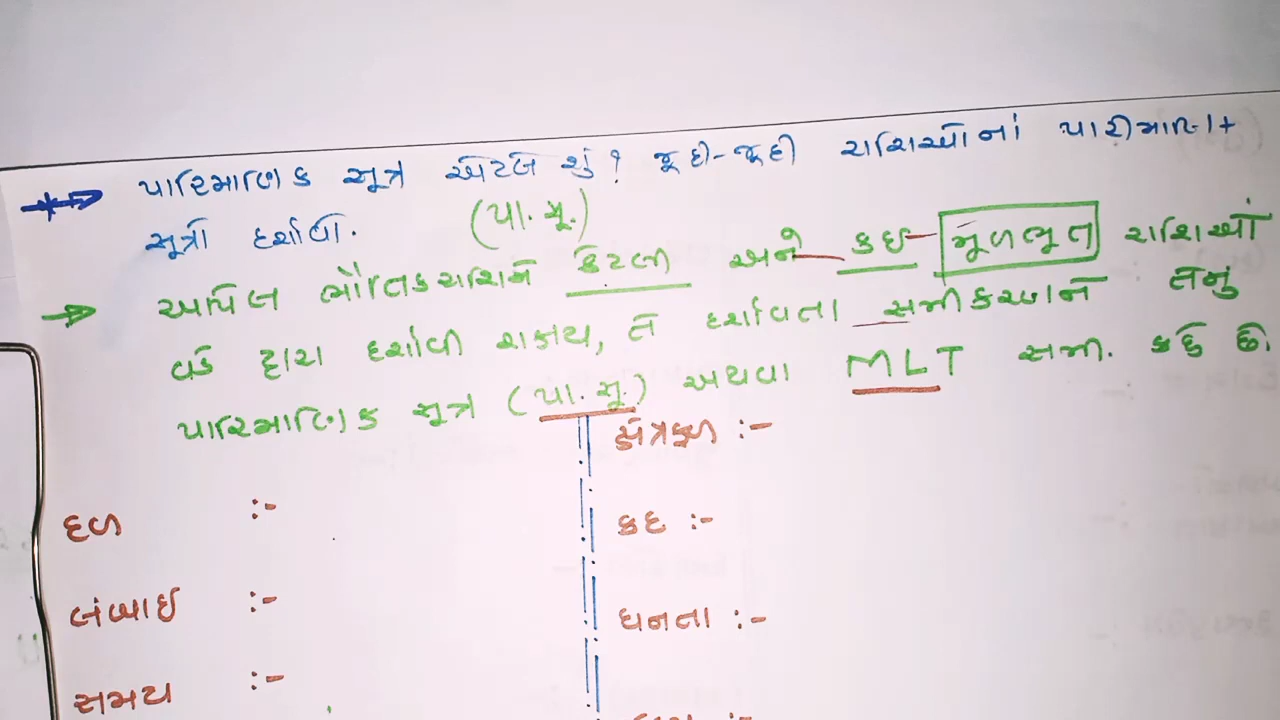 પારિમાણિક સૂત્ર એટલે શું? જૂદી-જૂદી રાશિઓનાં પારીમાણિક
સૂત્રો દર્શાવો. (પા.સૂ.)
આપેલ ભૌતિકરાશિને કેટલી અને કઇ મૂળભૂત રાશિઓ
વડે દ્વારા દર્શાવી શકાય, તે દર્શાવતા સમીકરણને તેનું
પારિમાણિક સૂત્ર (પા.સૂ.) અથવા MLT સમી. કહે છે.
દળ :-
લંબાઇ :-
સમય :-
ક્ષેત્રફળ :-
કદ :-
ઘનતા :-